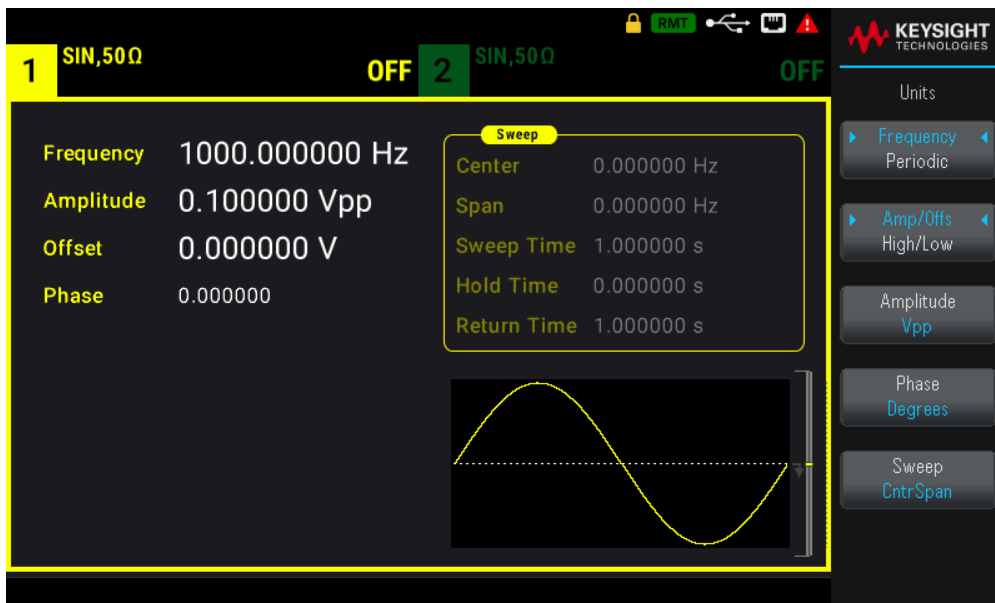 RMT
KEYSIGHT
TECHNOLOGIES
1 SIN,50Ω OFF 2 SIN,50Ω OFF
Units
Frequency 1000.000000 Hz
Amplitude 0.100000 Vpp
Offset 0.000000 V
Phase 0.000000
Sweep
Center 0.000000 Hz
Span 0.000000 Hz
Sweep Time 1.000000 s
Hold Time 0.000000 s
Return Time 1.000000 s
Frequency
Periodic
Amp/Offs
High/Low
Amplitude
Vpp
Phase
Degrees
Sweep
CntrSpan